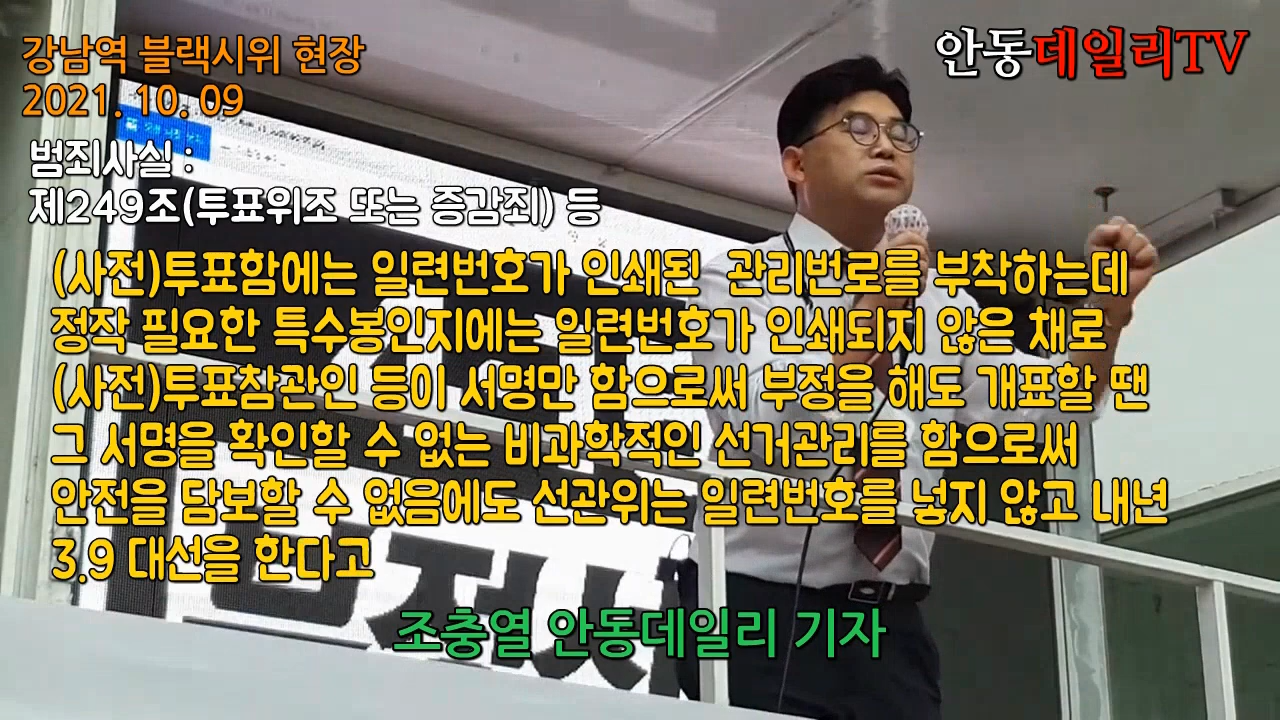 강남역 블랙시위 현장
2021. 10. 09
안동데일리TV
범죄사실 :
제249조(투표위조 또는 증감죄) 등
(사전)투표함에는 일련번호가 인쇄된 관리번로를 부착하는데
정작 필요한 특수봉인지에는 일련번호가 인쇄되지 않은 채로
(사전)투표참관인 등이 서명만 함으로써 부정을 해도 개표할 땐
그 서명을 확인할 수 없는 비과학적인 선거관리를 함으로써
안전을 담보할 수 없음에도 선관위는 일련번호를 넣지 않고 내년
3.9 대선을 한다고
조충열 안동데일리 기자